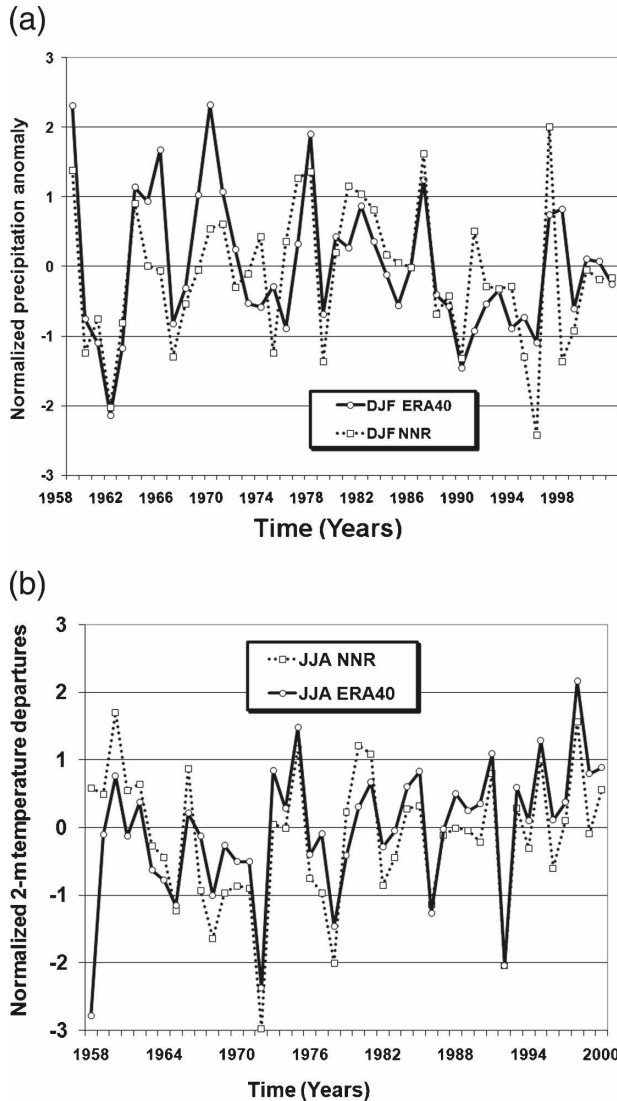 (a)
Normalized precipitation anomaly
3
2
1
0
-1
-2
-3
DJF ERA40
DJF NNR
1958 1962 1966 1970 1974 1978 1982 1986 1990 1994 1998
Time (Years)
(b)
Normalized 2-m temperature departures
3
2
1
0
-1
-2
-3
JJA NNR
JJA ERA40
1958 1964 1970 1976 1982 1988 1994 2000
Time (Years)